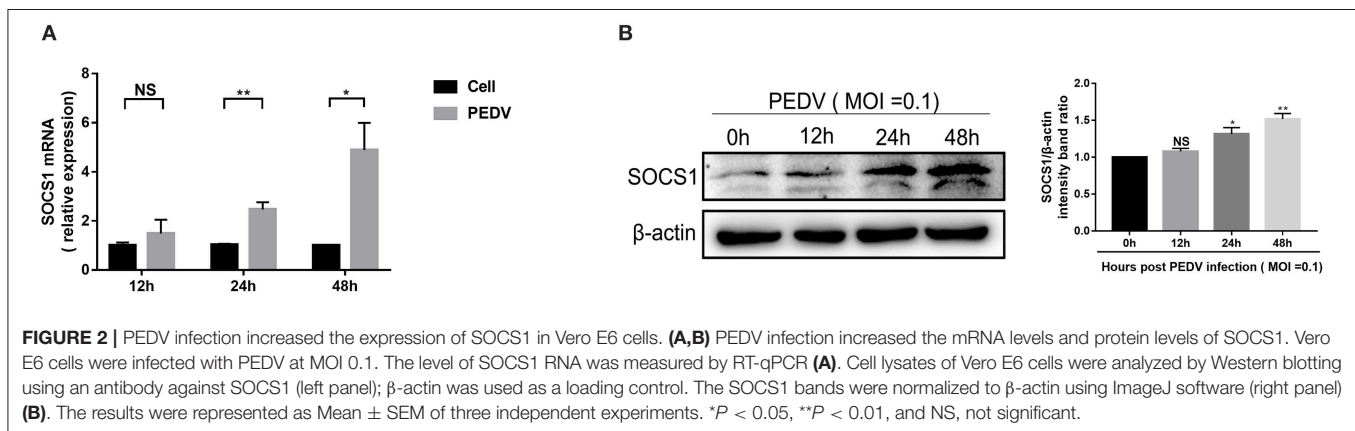 A
SOCS1 mRNA
( relative expression)
8
6
4
2
0
NS
**
*
12h
24h
48h
Cell
PEDV
B
PEDV ( MOI =0.1)
0h 12h 24h 48h
SOCS1
β-actin
SOCS1/β-actin
intensity band ratio
2.0
1.5
1.0
0.5
0.0
NS
*
**
0h 12h 24h 48h
Hours post PEDV infection ( MOI =0.1)
FIGURE 2 | PEDV infection increased the expression of SOCS1 in Vero E6 cells. (A,B) PEDV infection increased the mRNA levels and protein levels of SOCS1. Vero
E6 cells were infected with PEDV at MOI 0.1. The level of SOCS1 RNA was measured by RT-qPCR (A). Cell lysates of Vero E6 cells were analyzed by Western blotting
using an antibody against SOCS1 (left panel); β-actin was used as a loading control. The SOCS1 bands were normalized to β-actin using ImageJ software (right panel)
(B). The results were represented as Mean ± SEM of three independent experiments. *P < 0.05, **P < 0.01, and NS, not significant.